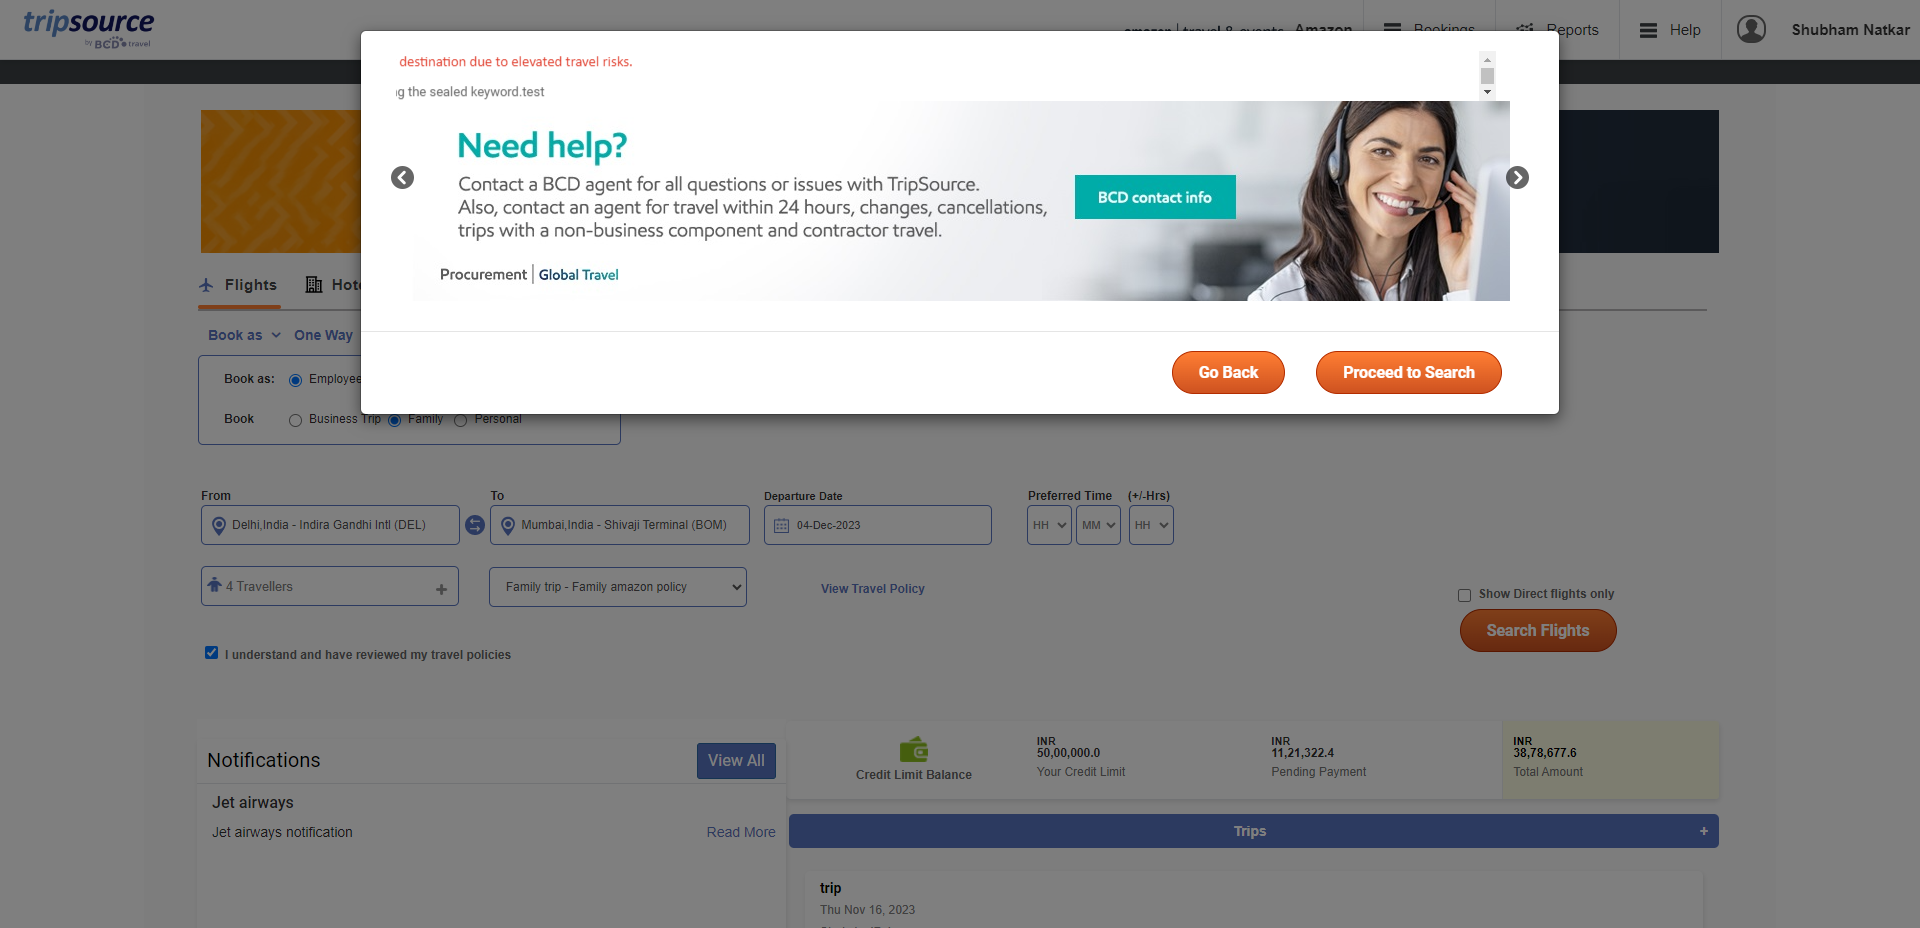 tripsource
by BCD travel
amazon | travel & events Amazon
Bookings
Reports
Help
Shubham Natkar
destination due to elevated travel risks.
g the sealed keyword.test
Need help?
Contact a BCD agent for all questions or issues with TripSource.
Also, contact an agent for travel within 24 hours, changes, cancellations,
trips with a non-business component and contractor travel.
BCD contact info
Procurement | Global Travel
Go Back
Proceed to Search
Flights
Hote
Book as
One Way
Book as:
Employee
Book
Business Trip
Family
Personal
From
To
Departure Date
Preferred Time
(+/-Hrs)
Delhi,India - Indira Gandhi Intl (DEL)
Mumbai,India - Shivaji Terminal (BOM)
04-Dec-2023
HH
MM
HH
4 Travellers
+
Family trip - Family amazon policy
View Travel Policy
Show Direct flights only
Search Flights
I understand and have reviewed my travel policies
Notifications
View All
Jet airways
Jet airways notification
Read More
Credit Limit Balance
INR
50,00,000.0
Your Credit Limit
INR
11,21,322.4
Pending Payment
INR
38,78,677.6
Total Amount
Trips
+
trip
Thu Nov 16, 2023